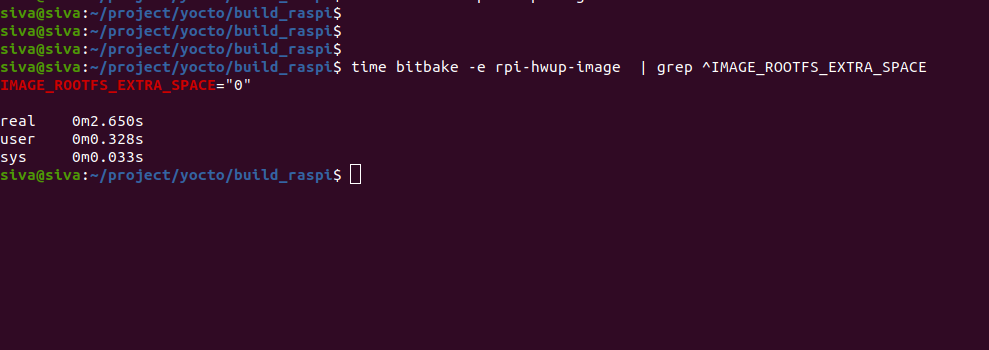 siva@siva:~/project/yocto/build_raspi$
siva@siva:~/project/yocto/build_raspi$
siva@siva:~/project/yocto/build_raspi$
siva@siva:~/project/yocto/build_raspi$ time bitbake -e rpi-hwup-image  | grep ^IMAGE_ROOTFS_EXTRA_SPACE
IMAGE_ROOTFS_EXTRA_SPACE="0"
real    0m2.650s
user    0m0.328s
sys     0m0.033s
siva@siva:~/project/yocto/build_raspi$